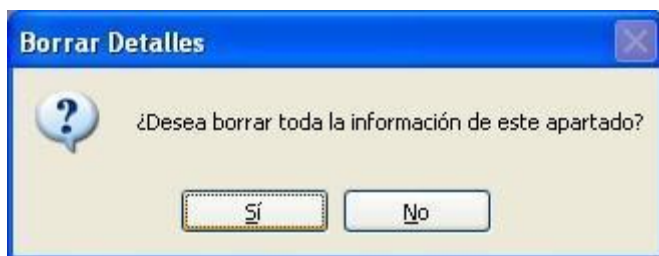 Borrar Detalles
¿Desea borrar toda la información de este apartado?
Sí
No